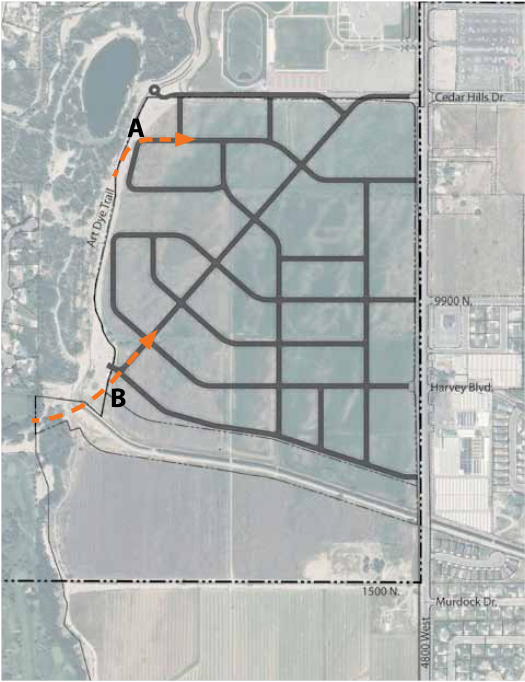 Cedar Hills Dr.
A
Art Dye Trail
9900 N.
Harvey Blvd.
B
1500 N.
Murdock Dr.
4800 West